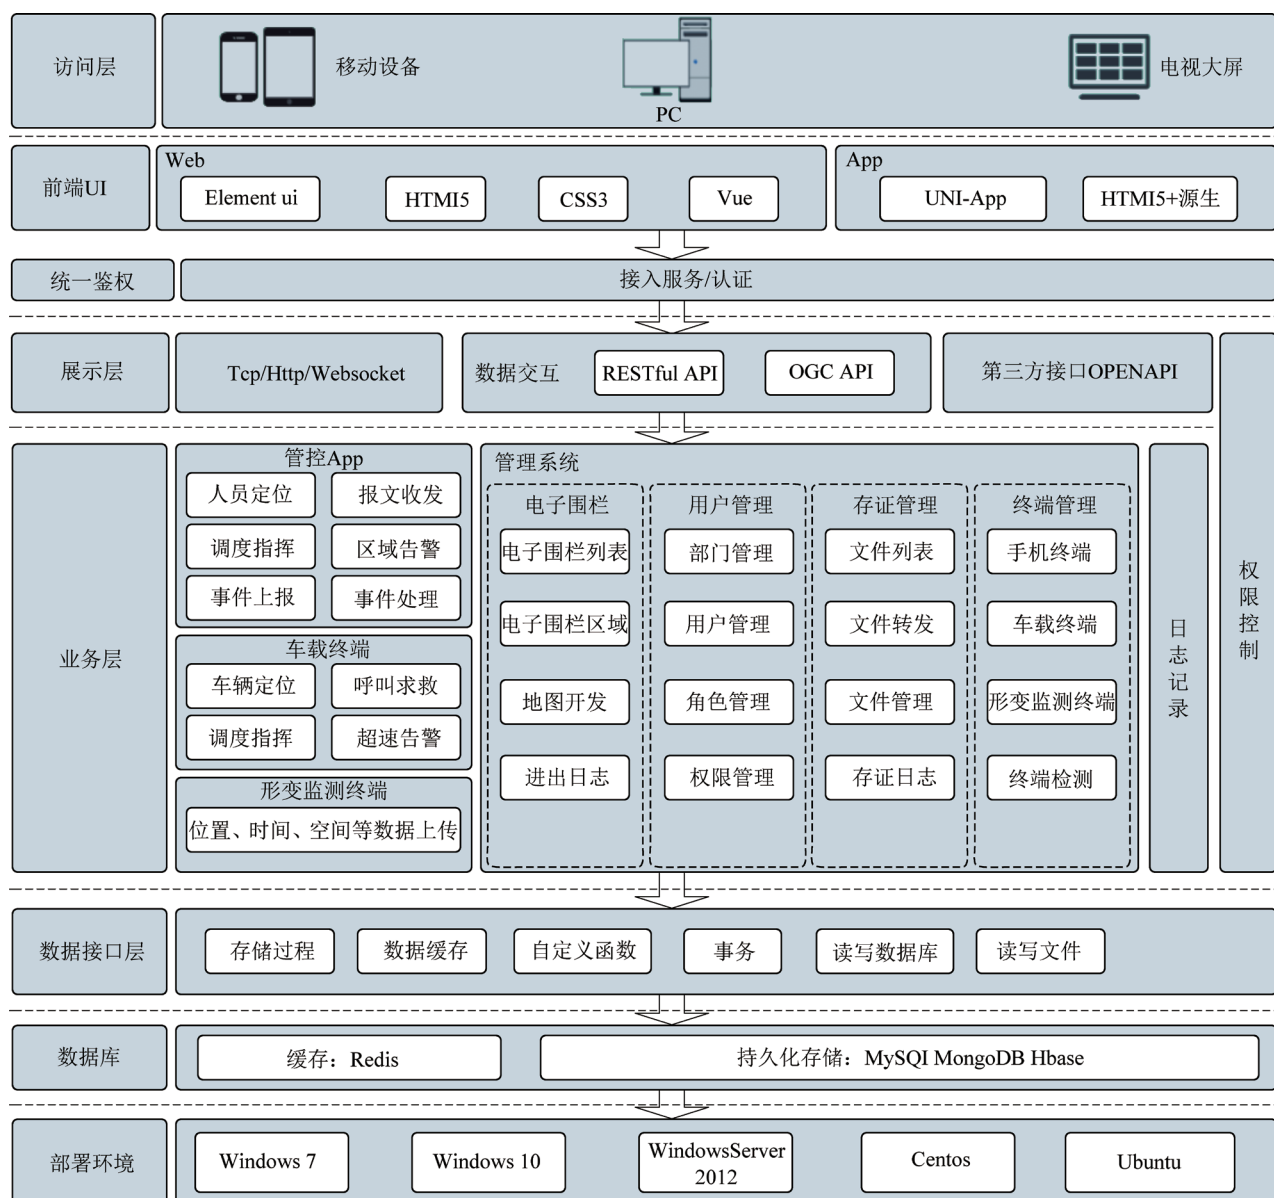 访问层
移动设备
PC
电视大屏
前端UI
Web
Element ui
HTMI5
CSS3
Vue
App
UNI-App
HTMI5+源生
统一鉴权
接入服务/认证
展示层
Tcp/Http/Websocket
数据交互
RESTful API
OGC API
第三方接口OPENAPI
业务层
管控App
人员定位
报文收发
调度指挥
区域告警
事件上报
事件处理
车载终端
车辆定位
呼叫求救
调度指挥
超速告警
形变监测终端
位置、时间、空间等数据上传
管理系统
电子围栏
电子围栏列表
电子围栏区域
地图开发
进出日志
用户管理
部门管理
用户管理
角色管理
权限管理
存证管理
文件列表
文件转发
文件管理
存证日志
终端管理
手机终端
车载终端
形变监测终端
终端检测
日志记录
权限控制
数据接口层
存储过程
数据缓存
自定义函数
事务
读写数据库
读写文件
数据库
缓存：Redis
持久化存储：MySQI MongoDB Hbase
部署环境
Windows 7
Windows 10
WindowsServer
2012
Centos
Ubuntu